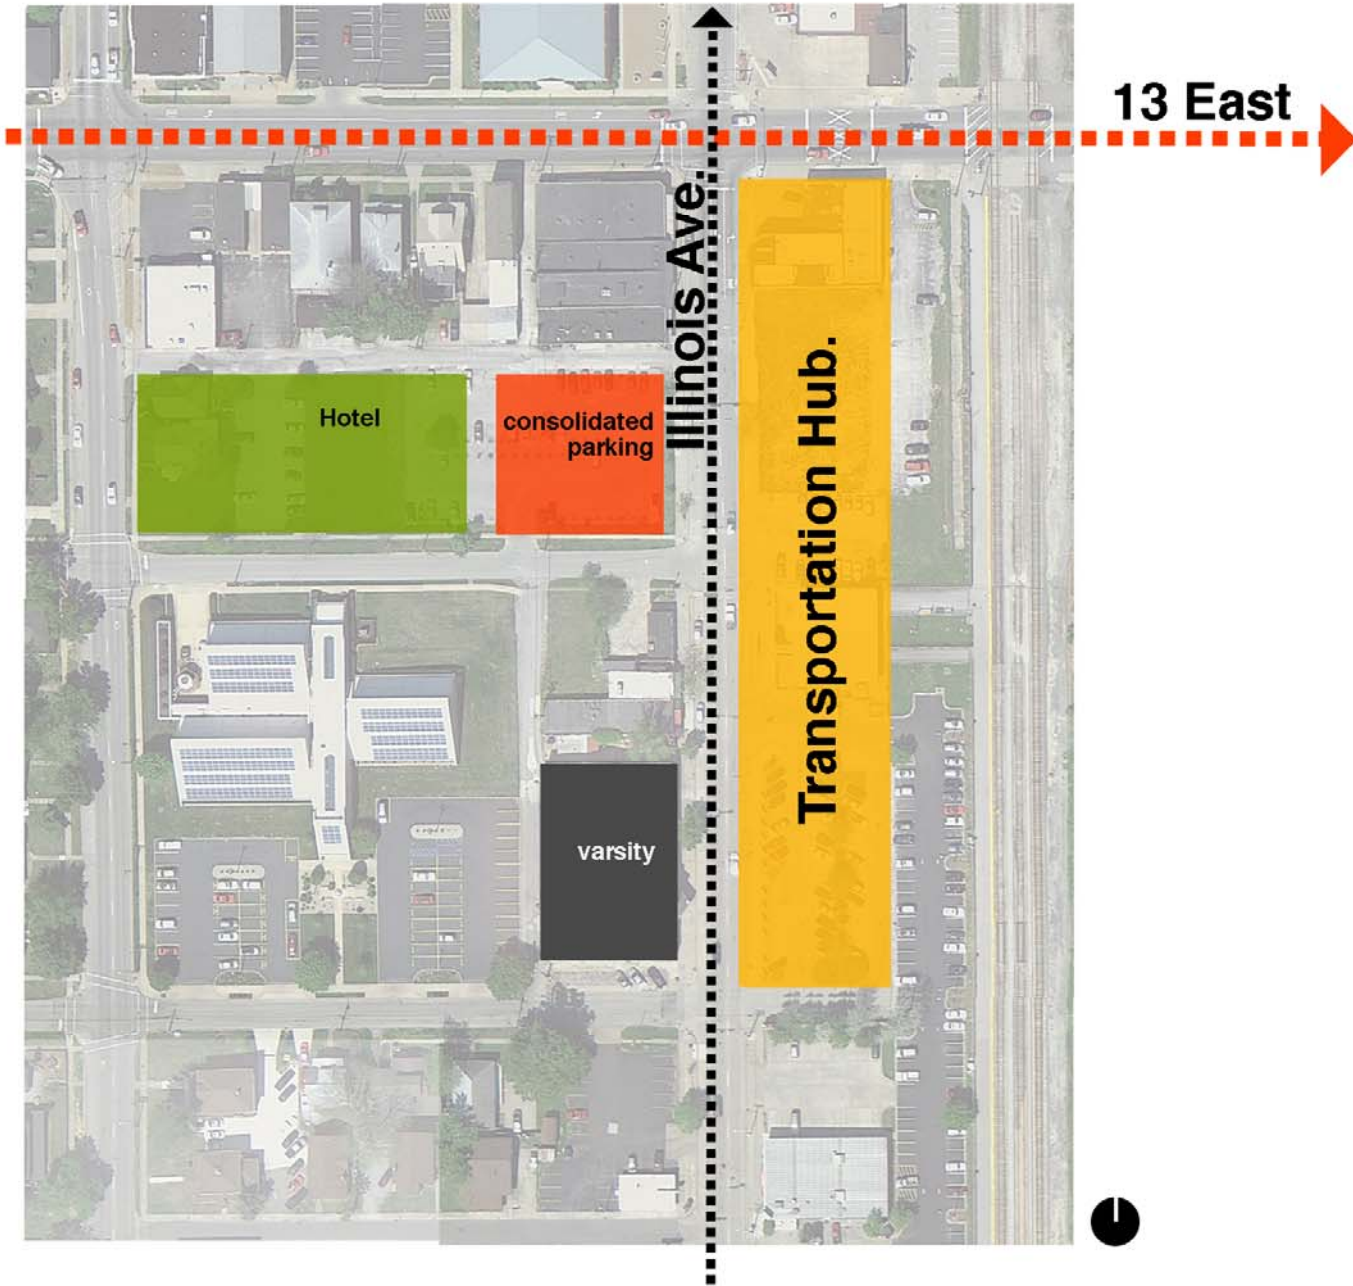 13 East
Illinois Ave.
Hotel
consolidated
parking
Transportation Hub.
varsity